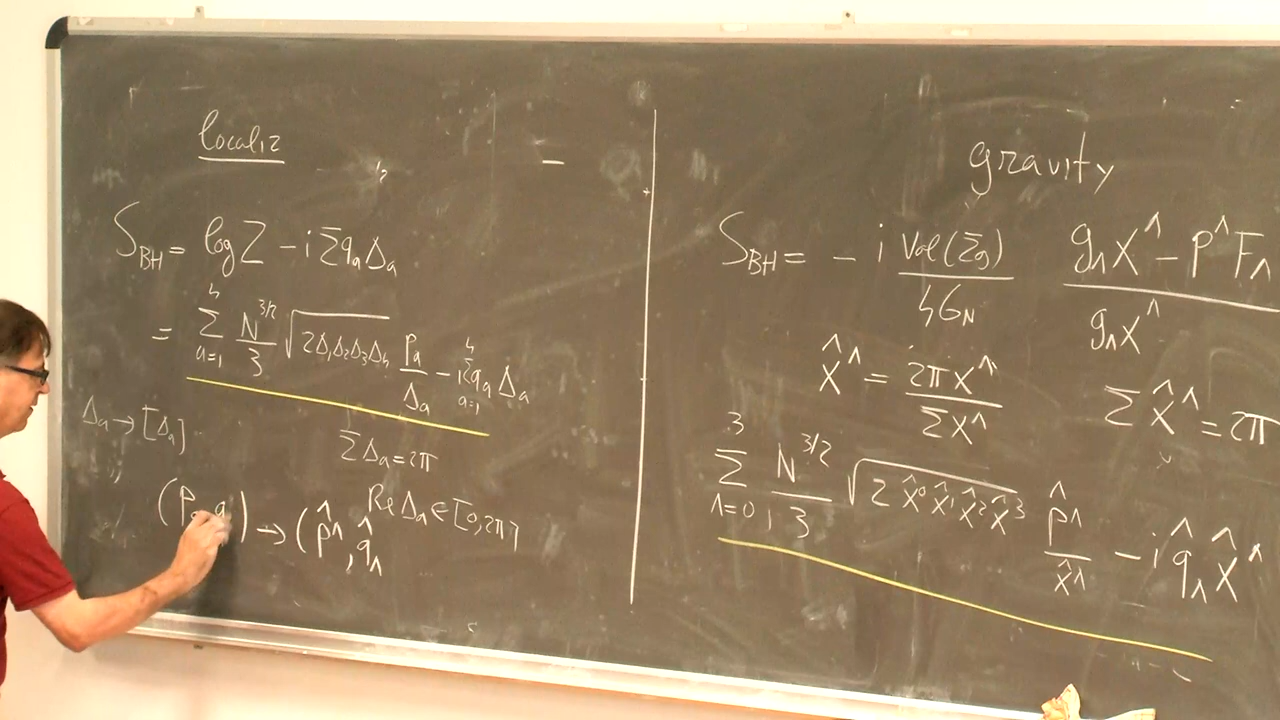 localiz
S_BH = log Z - i Σ q_a Δ_a
= Σ_{a=1}^{4} N^{3/2}/3 √(2Δ_1Δ_2Δ_3Δ_4) p_a/Δ_a - i Σ_{a=1}^{4} q_a Δ_a
Δ_a → [Δ_a]
Σ Δ_a = 2π
Re Δ_a ∈ [0, 2π]
(p_a, q ) → (p̂^Λ, q̂_Λ
gravity
S_BH = - i Vol(Σ_g)/4G_N (g_Λ X^Λ - p^Λ F_Λ)/(g_Λ X^Λ)
X̂^Λ = 2π X^Λ / Σ X^Λ
Σ X̂^Λ = 2π
Σ_{Λ=0}^{3} N^{3/2}/3 √(2 X̂^0 X̂^1 X̂^2 X̂^3) p̂^Λ/X̂^Λ - i q̂_Λ X̂^Λ